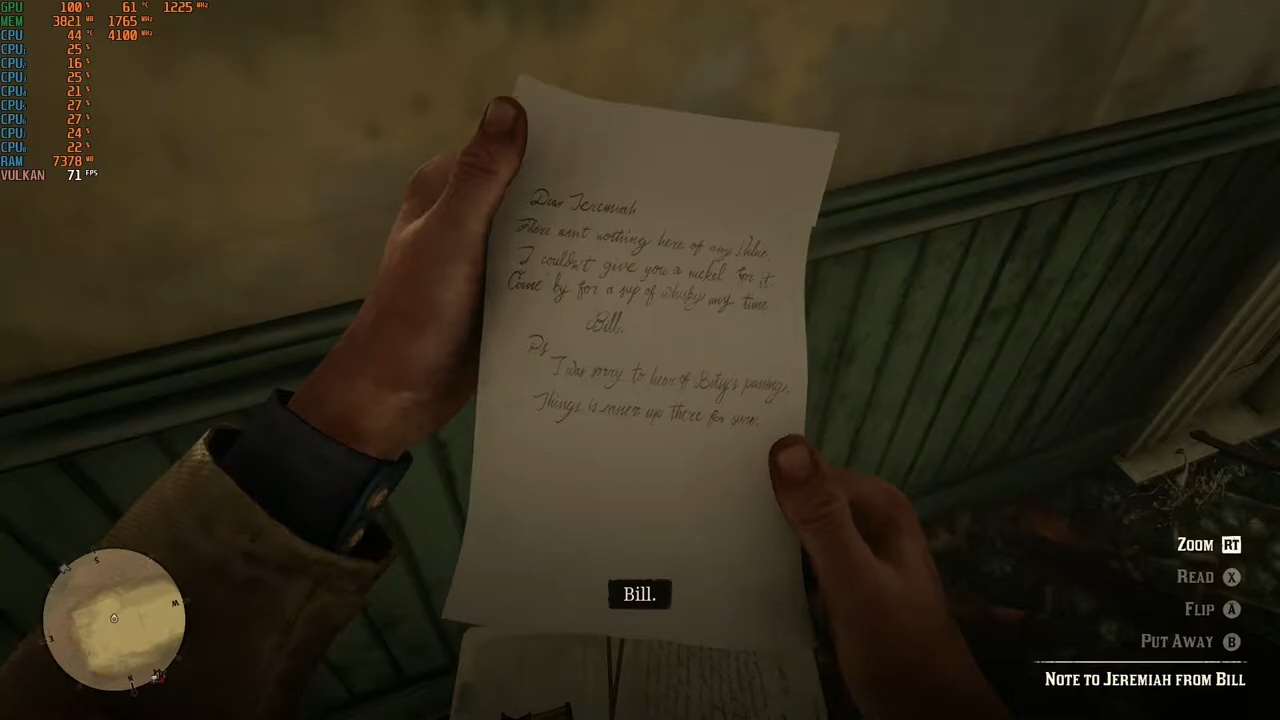 GPU 100 % 61 °C 1225 MHz
MEM 3821 MB 1765 MHz
CPU 44 °C 4100 MHz
CPU1 25 %
CPU2 16 %
CPU3 25 %
CPU4 21 %
CPU5 27 %
CPU6 27 %
CPU7 24 %
CPU8 22 %
RAM 7378 MB
VULKAN 71 FPS
Dear Jeremiah
There aint nothing here of any Value.
I couldn't give you a nickel for it.
Come by for a sup of whisky any time
Bill.
Ps
I was sorry to hear of Betsy's passing.
Things is easier up there for sure.
Bill.
S
W
E
N
ZOOM RT
READ X
FLIP A
PUT AWAY B
NOTE TO JEREMIAH FROM BILL